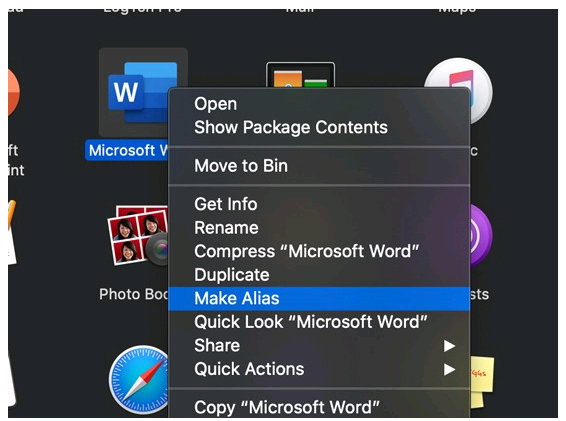 LogTen Pro
Mail
Maps
W
Microsoft W
Open
Show Package Contents
Move to Bin
Get Info
Rename
Compress “Microsoft Word”
Duplicate
Make Alias
Quick Look “Microsoft Word”
Share
Quick Actions
Copy “Microsoft Word”
ft
int
c
Photo Boo
sts